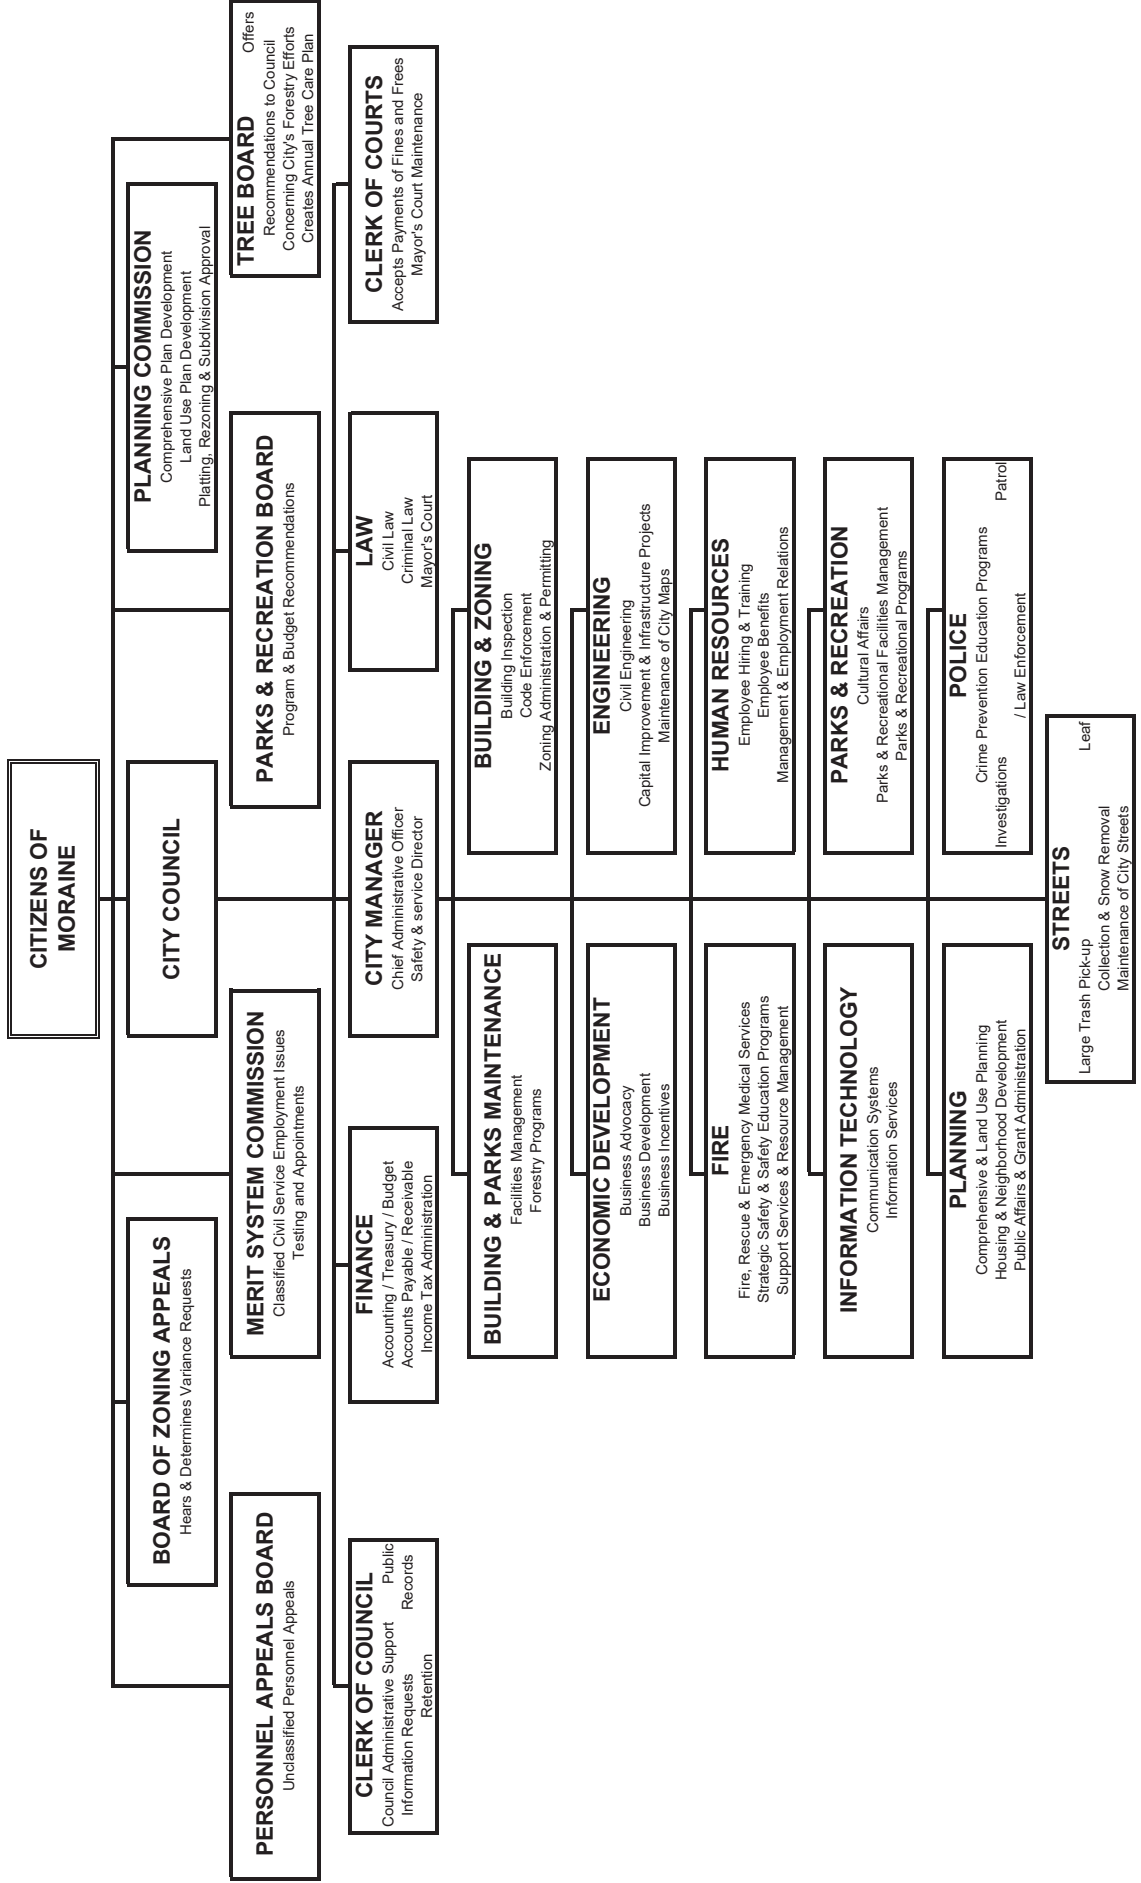 CITIZENS OF
MORAINE
BOARD OF ZONING APPEALS
Hears & Determines Variance Requests
CITY COUNCIL
PLANNING COMMISSION
Comprehensive Plan Development
Land Use Plan Development
Platting, Rezoning & Subdivision Approval
PERSONNEL APPEALS BOARD
Unclassified Personnel Appeals
MERIT SYSTEM COMMISSION
Classified Civil Service Employment Issues
Testing and Appointments
PARKS & RECREATION BOARD
Program & Budget Recommendations
TREE BOARD Offers
Recommendations to Council
Concerning City's Forestry Efforts
Creates Annual Tree Care Plan
CLERK OF COUNCIL
Council Administrative Support Public
Information Requests Records
Retention
FINANCE
Accounting / Treasury / Budget
Accounts Payable / Receivable
Income Tax Administration
CITY MANAGER
Chief Administrative Officer
Safety & service Director
LAW
Civil Law
Criminal Law
Mayor's Court
CLERK OF COURTS
Accepts Payments of Fines and Frees
Mayor's Court Maintenance
BUILDING & PARKS MAINTENANCE
Facilities Management
Forestry Programs
BUILDING & ZONING
Building Inspection
Code Enforcement
Zoning Administration & Permitting
ECONOMIC DEVELOPMENT
Business Advocacy
Business Development
Business Incentives
ENGINEERING
Civil Engineering
Capital Improvement & Infrastructure Projects
Maintenance of City Maps
FIRE
Fire, Rescue & Emergency Medical Services
Strategic Safety & Safety Education Programs
Support Services & Resource Management
HUMAN RESOURCES
Employee Hiring & Training
Employee Benefits
Management & Employment Relations
INFORMATION TECHNOLOGY
Communication Systems
Information Services
PARKS & RECREATION
Cultural Affairs
Parks & Recreational Facilities Management
Parks & Recreational Programs
PLANNING
Comprehensive & Land Use Planning
Housing & Neighborhood Development
Public Affairs & Grant Administration
POLICE
Crime Prevention Education Programs
Investigations Patrol
/ Law Enforcement
STREETS
Large Trash Pick-up Leaf
Collection & Snow Removal
Maintenance of City Streets